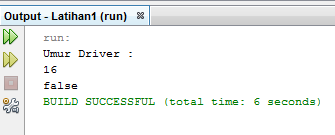 Output - Latihan1 (run)
run:
Umur Driver :
16
false
BUILD SUCCESSFUL (total time: 6 seconds)